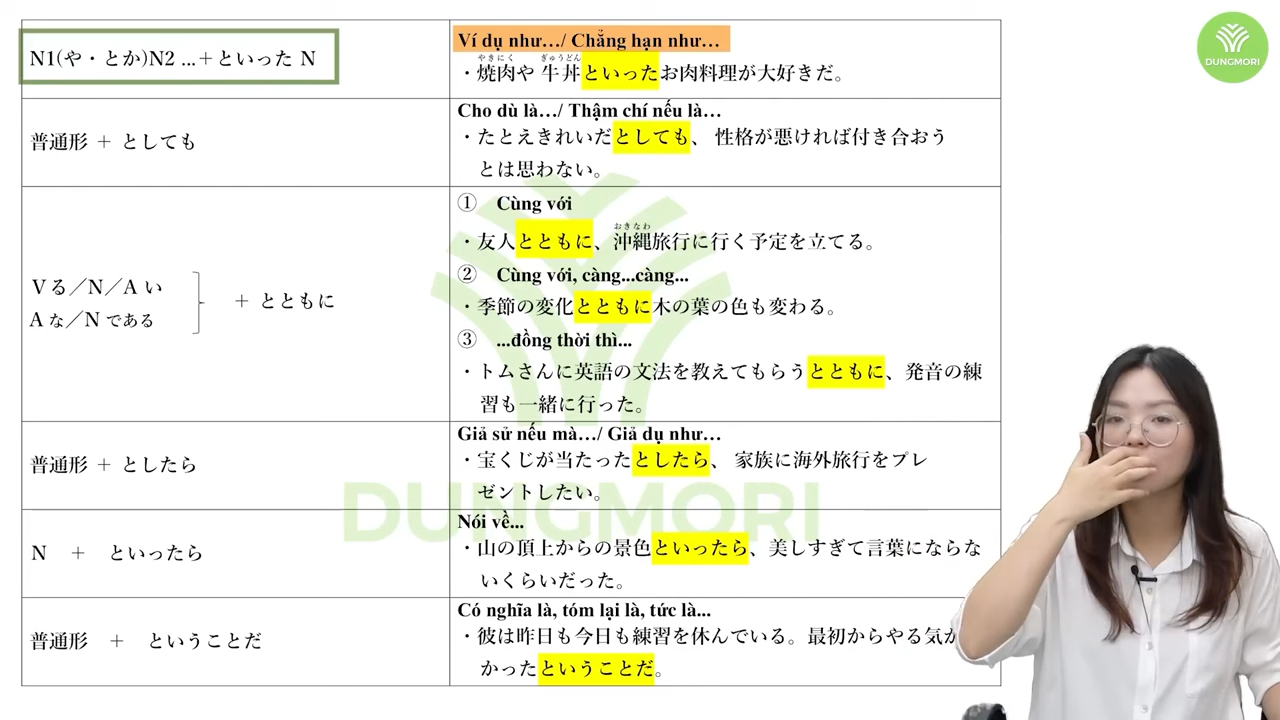 N1(や・とか)N2 ...＋といった N
Ví dụ như…/ Chẳng hạn như…
やきにく ぎゅうどん
・焼肉や 牛丼といったお肉料理が大好きだ。
普通形 ＋ としても
Cho dù là…/ Thậm chí nếu là…
・たとえきれいだとしても、 性格が悪ければ付き合おう
とは思わない。
Ｖる／Ｎ／Ａ い
Ａ な／Ｎ である
＋ とともに
① Cùng với
おきなわ
・友人とともに、沖縄旅行に行く予定を立てる。
② Cùng với, càng...càng...
・季節の変化とともに木の葉の色も変わる。
③ ...đồng thời thì...
・トムさんに英語の文法を教えてもらうとともに、発音の練
習も一緒に行った。
普通形 ＋ としたら
Giả sử nếu mà…/ Giả dụ như…
・宝くじが当たったとしたら、 家族に海外旅行をプレ
ゼントしたい。
Ｎ ＋ といったら
Nói về...
・山の頂上からの景色といったら、美しすぎて言葉にならな
いくらいだった。
普通形 ＋ ということだ
Có nghĩa là, tóm lại là, tức là...
・彼は昨日も今日も練習を休んでいる。最初からやる気が
かったということだ。
DUNGMORI
DUNGMORI